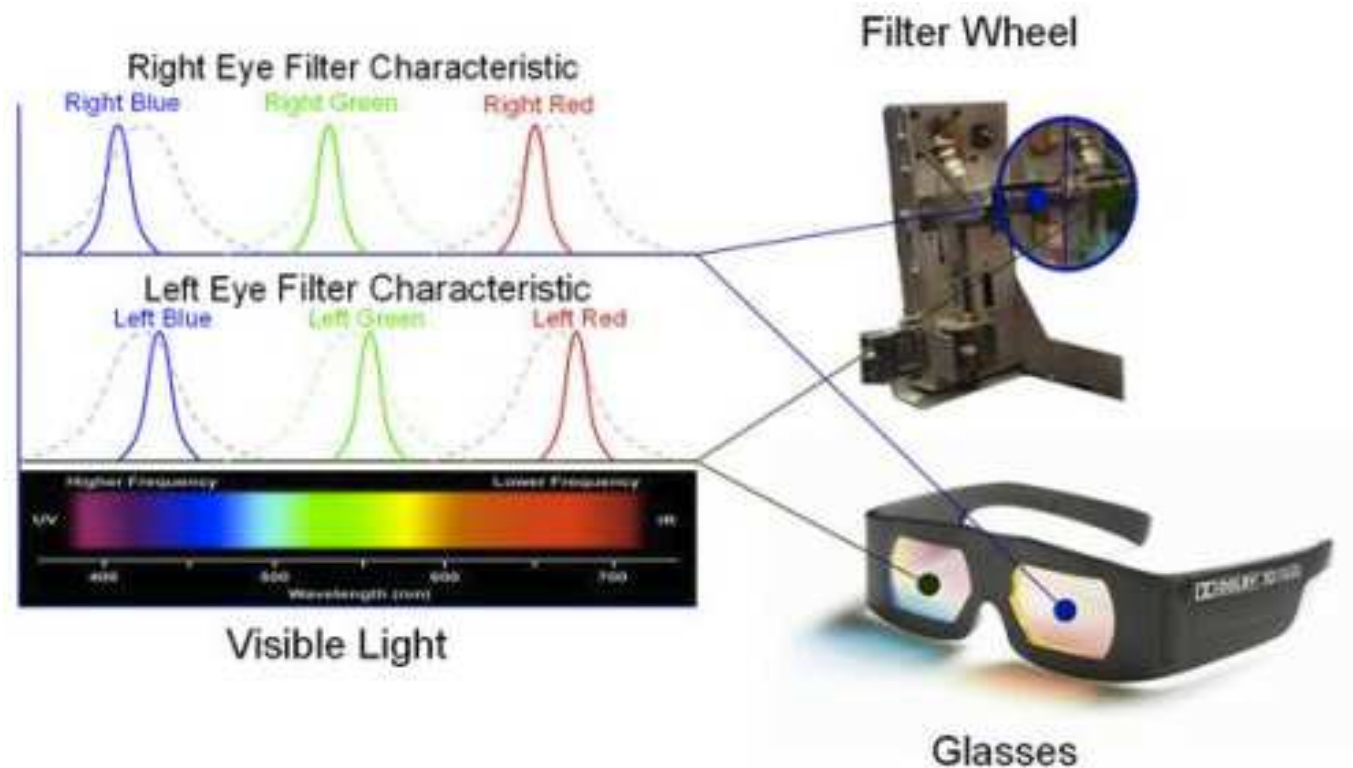 Filter Wheel
Right Eye Filter Characteristic
Right Blue Right Green Right Red
Left Eye Filter Characteristic
Left Blue Left Green Left Red
Higher Frequency Lower Frequency
UV IR
400 500 600 700
Wavelength (nm)
Visible Light
Glasses